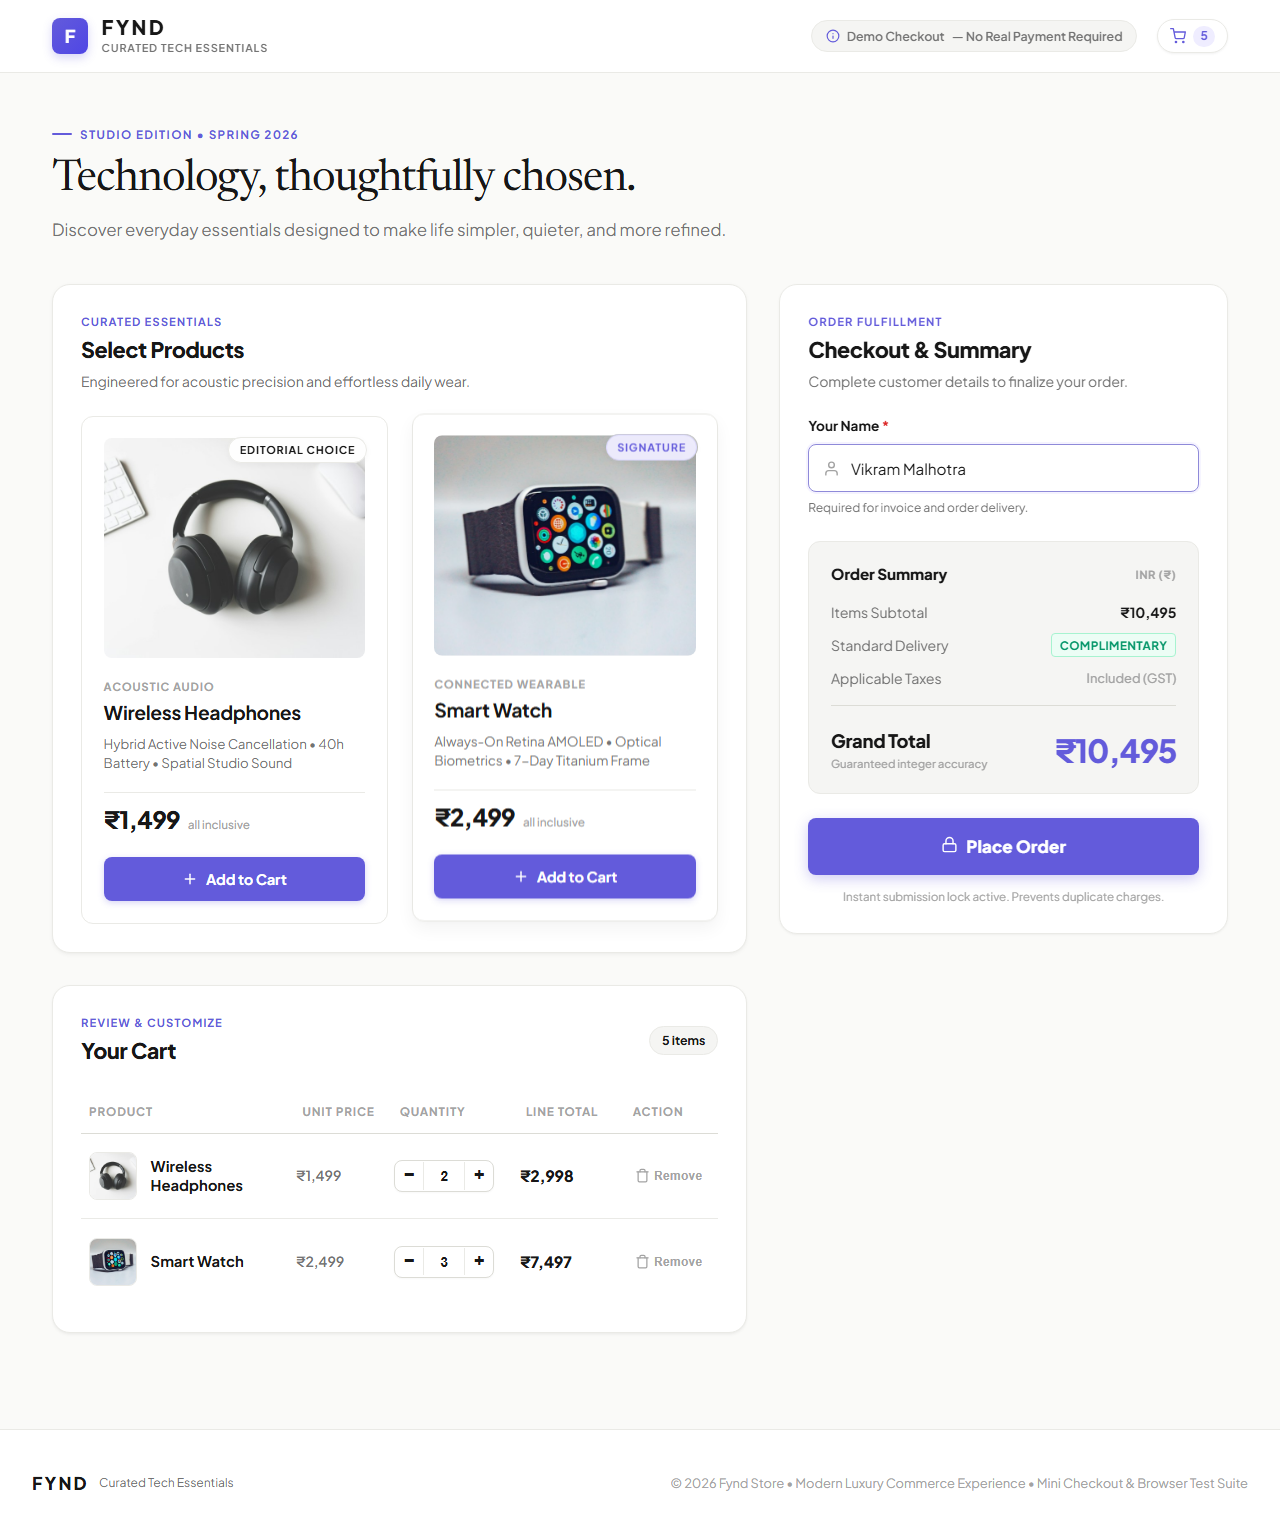 F
FYND
CURATED TECH ESSENTIALS
Demo Checkout — No Real Payment Required
5
STUDIO EDITION • SPRING 2026
Technology, thoughtfully chosen.
Discover everyday essentials designed to make life simpler, quieter, and more refined.
CURATED ESSENTIALS
Select Products
Engineered for acoustic precision and effortless daily wear.
EDITORIAL CHOICE
ACOUSTIC AUDIO
Wireless Headphones
Hybrid Active Noise Cancellation • 40h
Battery • Spatial Studio Sound
₹1,499 all inclusive
+ Add to Cart
SIGNATURE
CONNECTED WEARABLE
Smart Watch
Always-On Retina AMOLED • Optical
Biometrics • 7-Day Titanium Frame
₹2,499 all inclusive
+ Add to Cart
ORDER FULFILLMENT
Checkout & Summary
Complete customer details to finalize your order.
Your Name *
Vikram Malhotra
Required for invoice and order delivery.
Order Summary INR (₹)
Items Subtotal ₹10,495
Standard Delivery COMPLIMENTARY
Applicable Taxes Included (GST)
Grand Total ₹10,495
Guaranteed integer accuracy
Place Order
Instant submission lock active. Prevents duplicate charges.
REVIEW & CUSTOMIZE
Your Cart
5 items
PRODUCT UNIT PRICE QUANTITY LINE TOTAL ACTION
Wireless
Headphones ₹1,499 − 2 + ₹2,998 Remove
Smart Watch ₹2,499 − 3 + ₹7,497 Remove
FYND Curated Tech Essentials
© 2026 Fynd Store • Modern Luxury Commerce Experience • Mini Checkout & Browser Test Suite